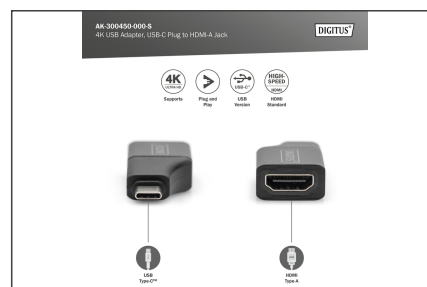 AK-300450-000-S
4K USB Adapter, USB-C Plug to HDMI-A Jack
DIGITUS®
4K
ULTRA HD
Supports
Plug and
Play
USB-C™
USB
Version
HIGH-
SPEED
HDMI
HDMI
Standard
USB
Type-C™
HDMI
Type-A